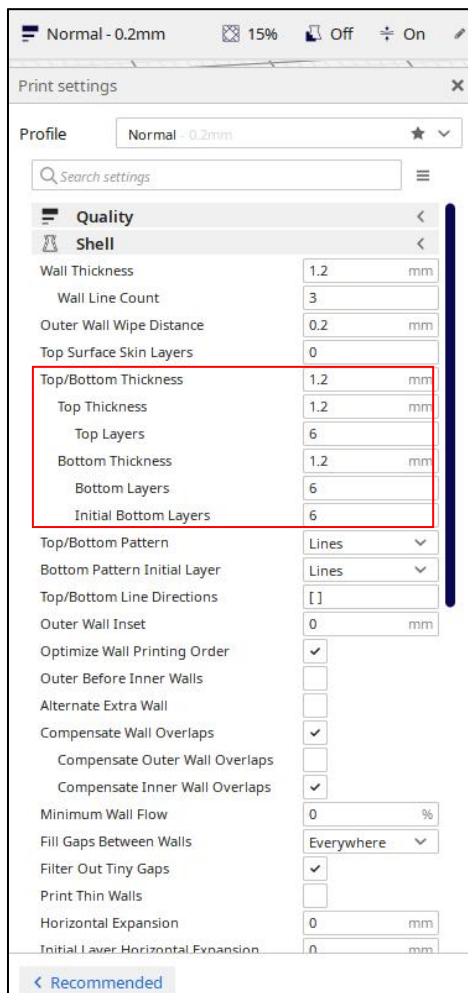 Normal - 0.2mm 15% Off On
Print settings
Profile Normal - 0.2mm
Search settings
Quality
Shell
Wall Thickness 1.2 mm
Wall Line Count 3
Outer Wall Wipe Distance 0.2 mm
Top Surface Skin Layers 0
Top/Bottom Thickness 1.2 mm
Top Thickness 1.2 mm
Top Layers 6
Bottom Thickness 1.2 mm
Bottom Layers 6
Initial Bottom Layers 6
Top/Bottom Pattern Lines
Bottom Pattern Initial Layer Lines
Top/Bottom Line Directions []
Outer Wall Inset 0 mm
Optimize Wall Printing Order
Outer Before Inner Walls
Alternate Extra Wall
Compensate Wall Overlaps
Compensate Outer Wall Overlaps
Compensate Inner Wall Overlaps
Minimum Wall Flow 0 %
Fill Gaps Between Walls Everywhere
Filter Out Tiny Gaps
Print Thin Walls
Horizontal Expansion 0 mm
Initial Layer Horizontal Expansion 0 mm
Recommended